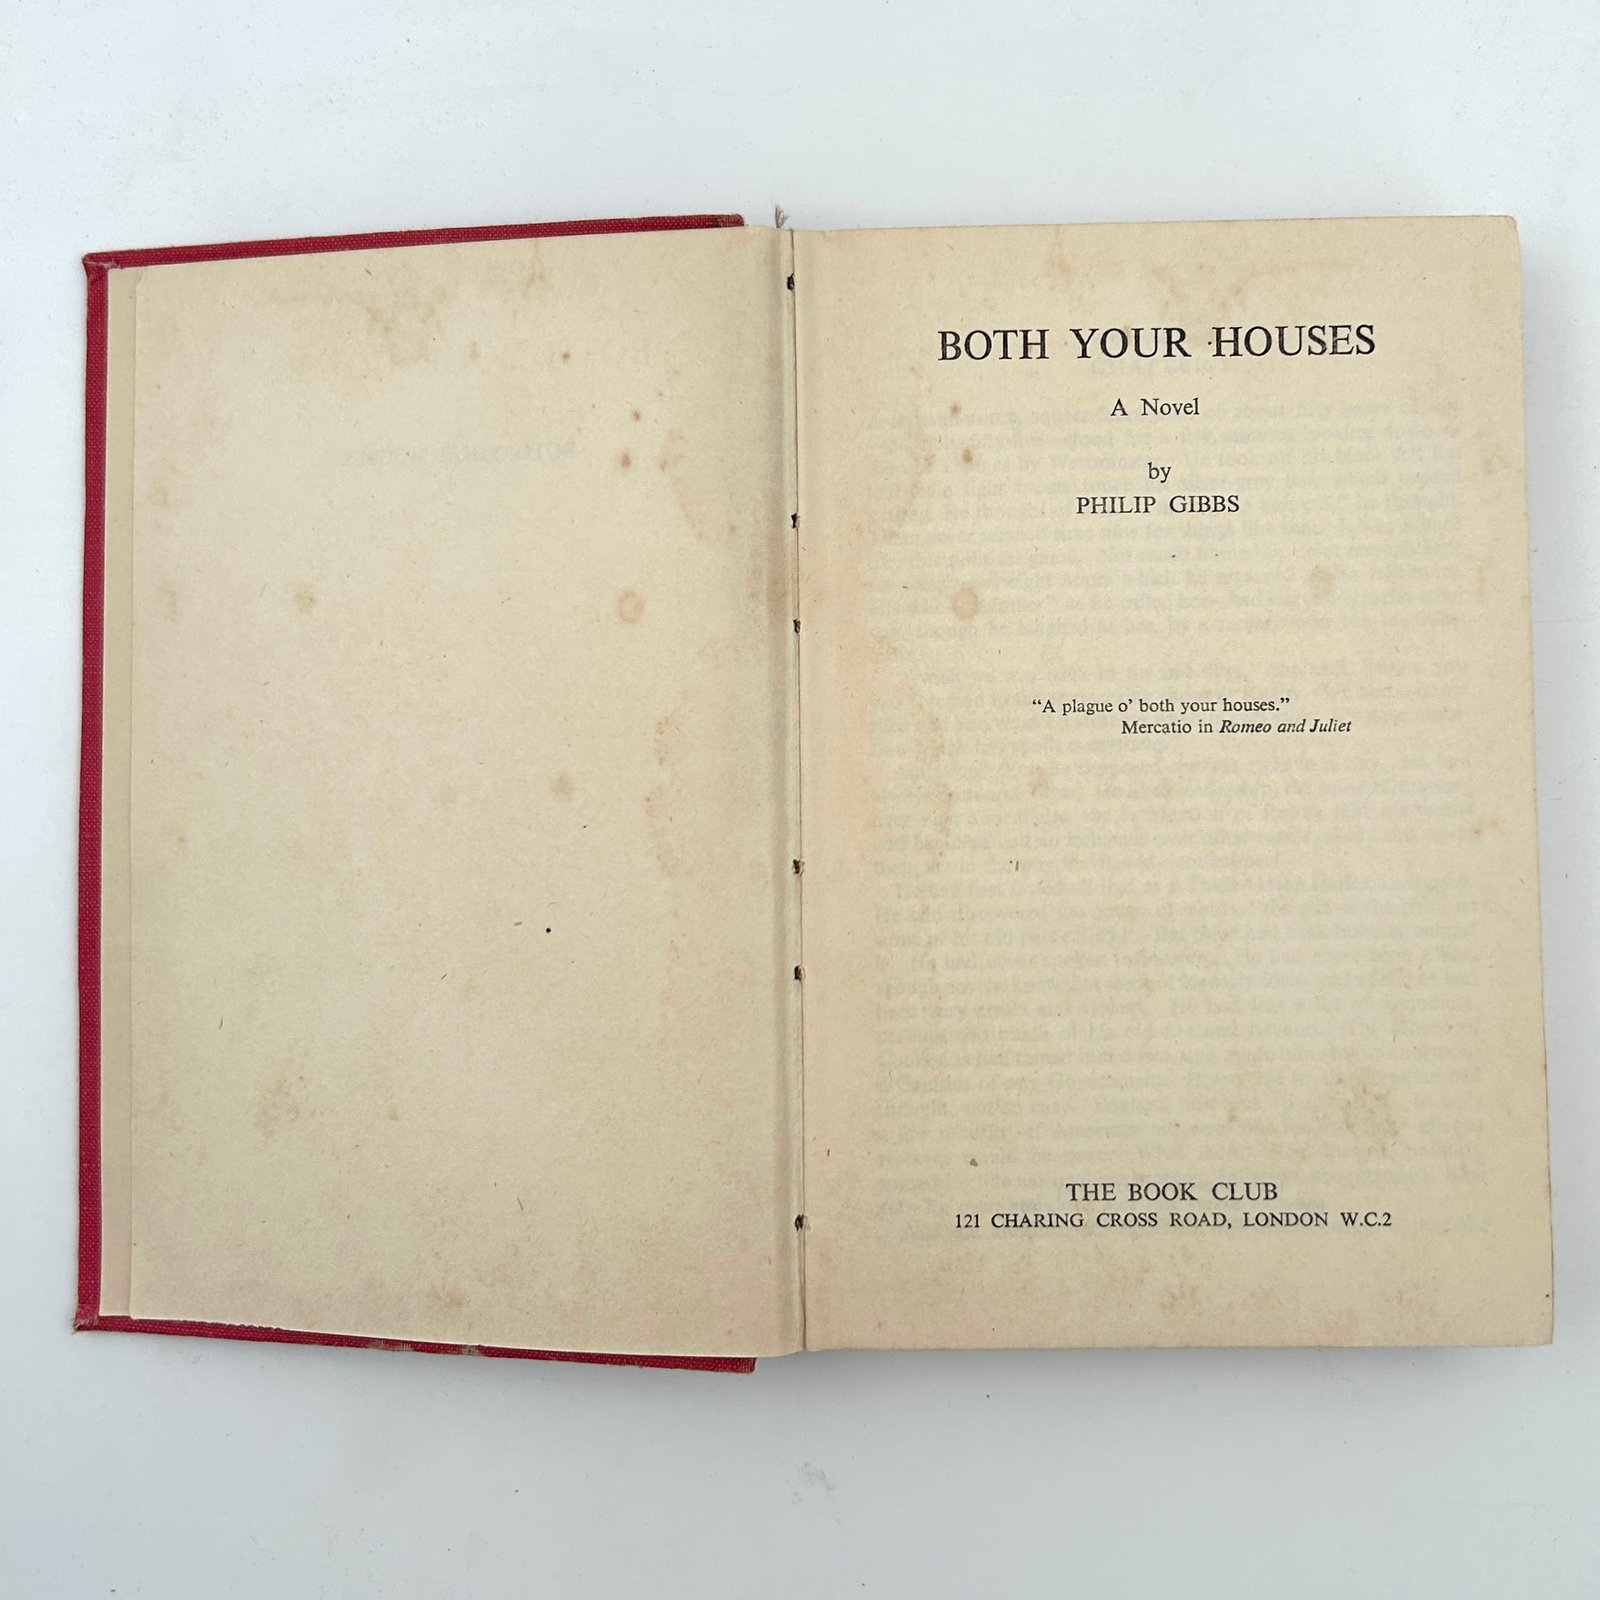 BOTH YOUR HOUSES
A Novel
by
PHILIP GIBBS
“A plague o’ both your houses.”
Mercatio in Romeo and Juliet
THE BOOK CLUB
121 CHARING CROSS ROAD, LONDON W.C.2